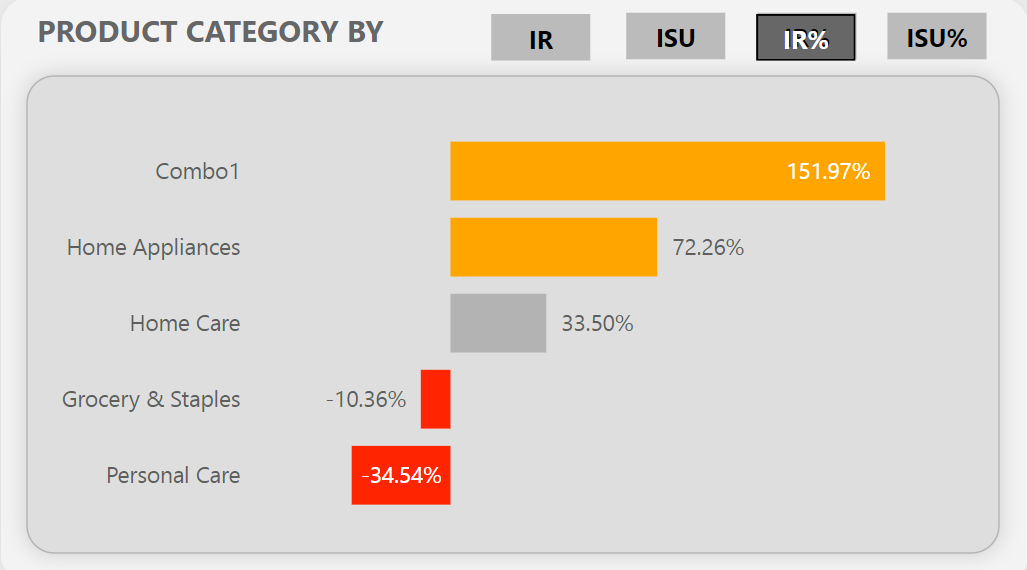 PRODUCT CATEGORY BY
IR
ISU
IR%
ISU%
Combo1
151.97%
Home Appliances
72.26%
Home Care
33.50%
Grocery & Staples
-10.36%
Personal Care
-34.54%